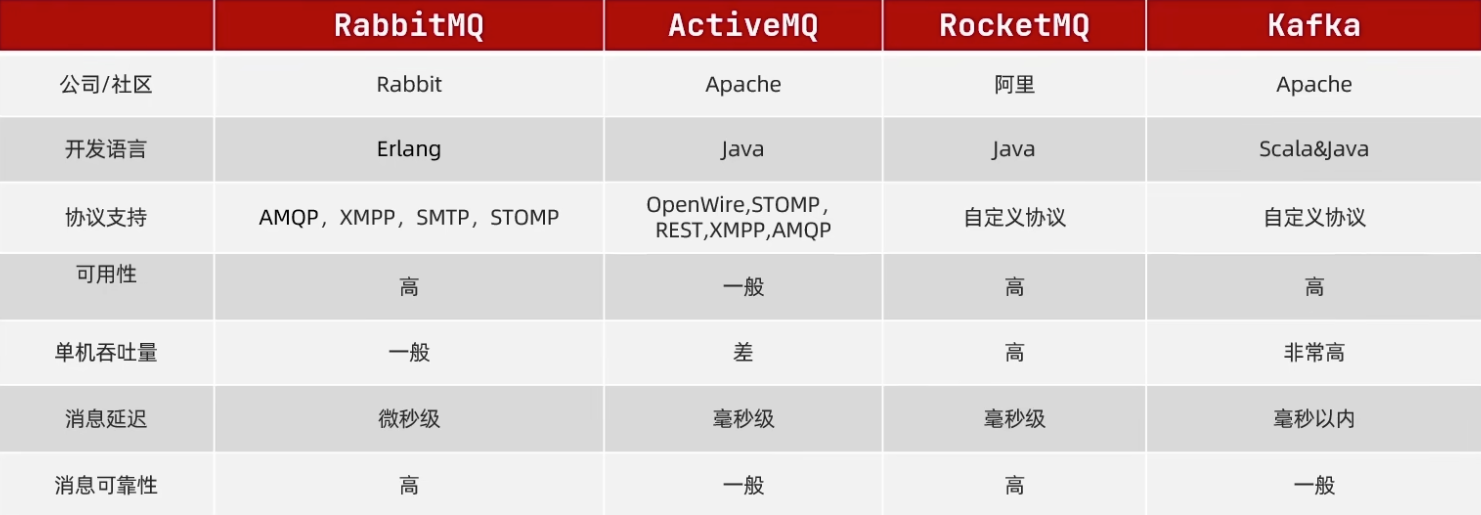 RabbitMQ ActiveMQ RocketMQ Kafka
公司/社区 Rabbit Apache 阿里 Apache
开发语言 Erlang Java Java Scala&Java
协议支持 AMQP，XMPP，SMTP，STOMP OpenWire,STOMP，
REST,XMPP,AMQP 自定义协议 自定义协议
可用性 高 一般 高 高
单机吞吐量 一般 差 高 非常高
消息延迟 微秒级 毫秒级 毫秒级 毫秒以内
消息可靠性 高 一般 高 一般